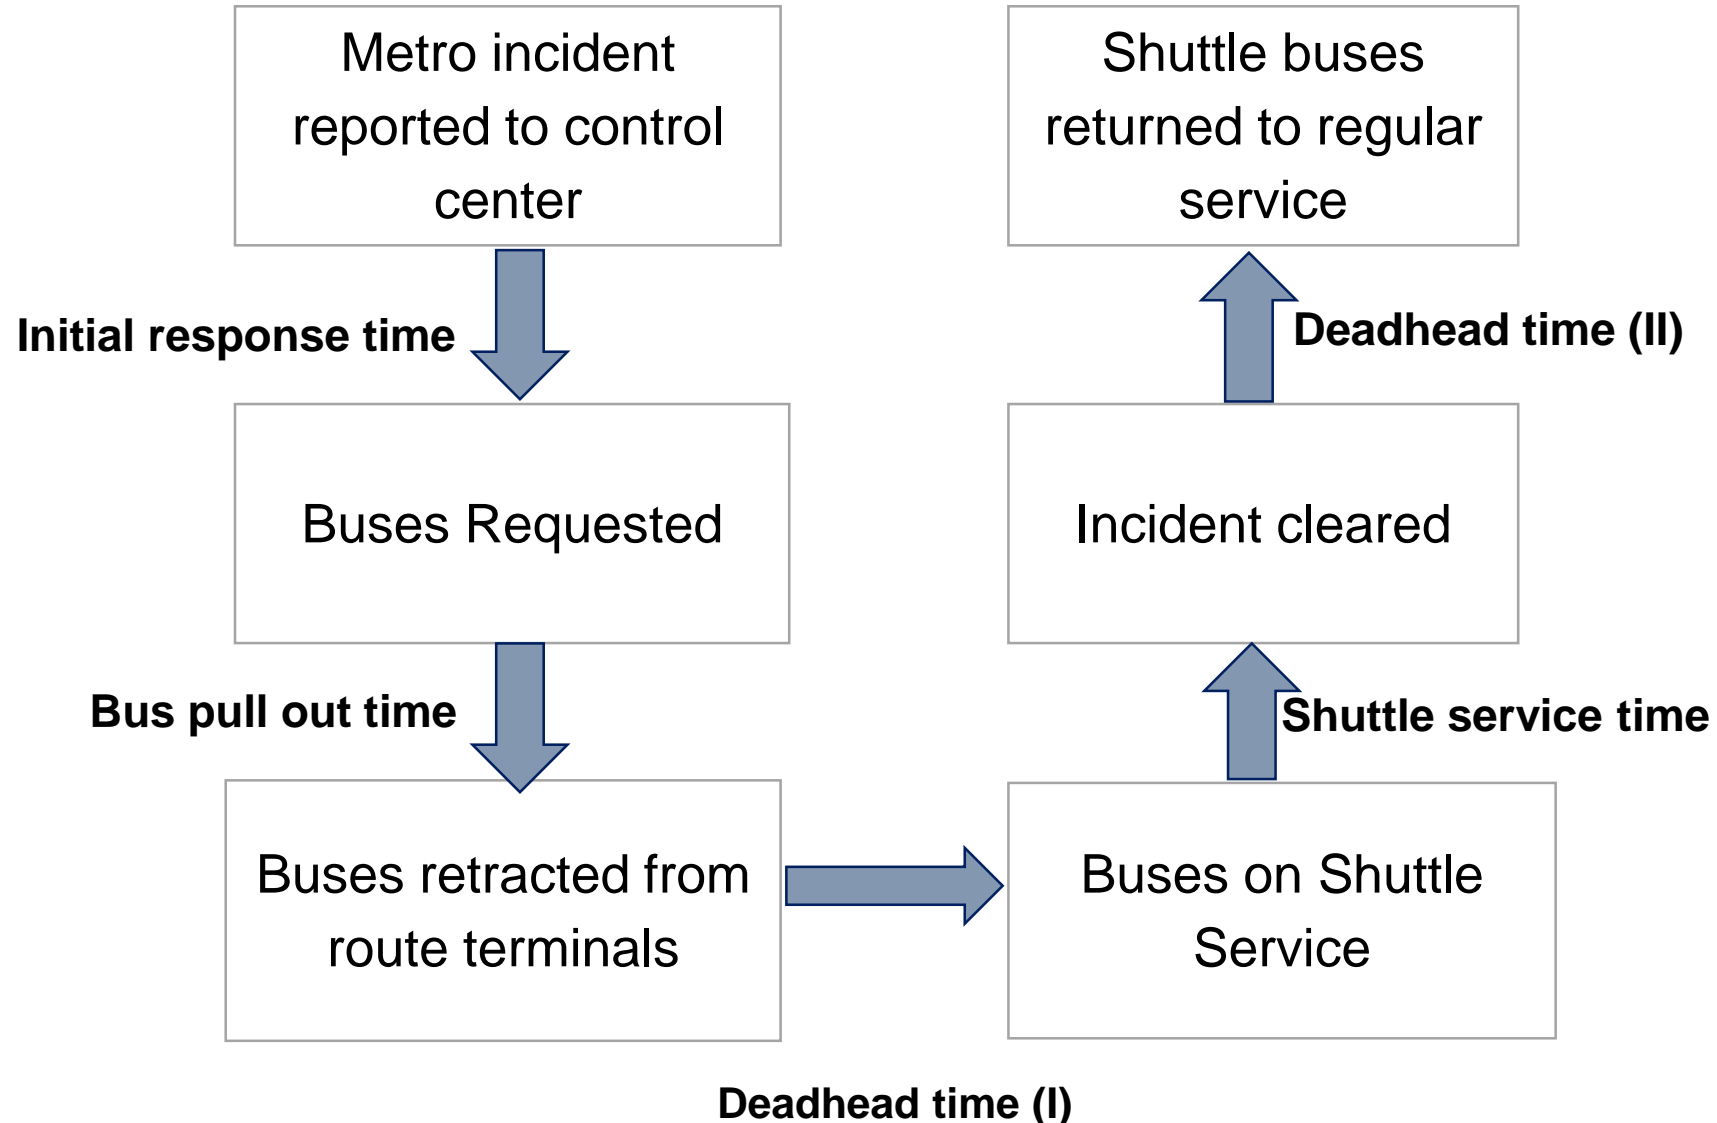 Metro incident
reported to control
center
Initial response time
Buses Requested
Bus pull out time
Buses retracted from
route terminals
Deadhead time (I)
Buses on Shuttle
Service
Shuttle service time
Incident cleared
Deadhead time (II)
Shuttle buses
returned to regular
service